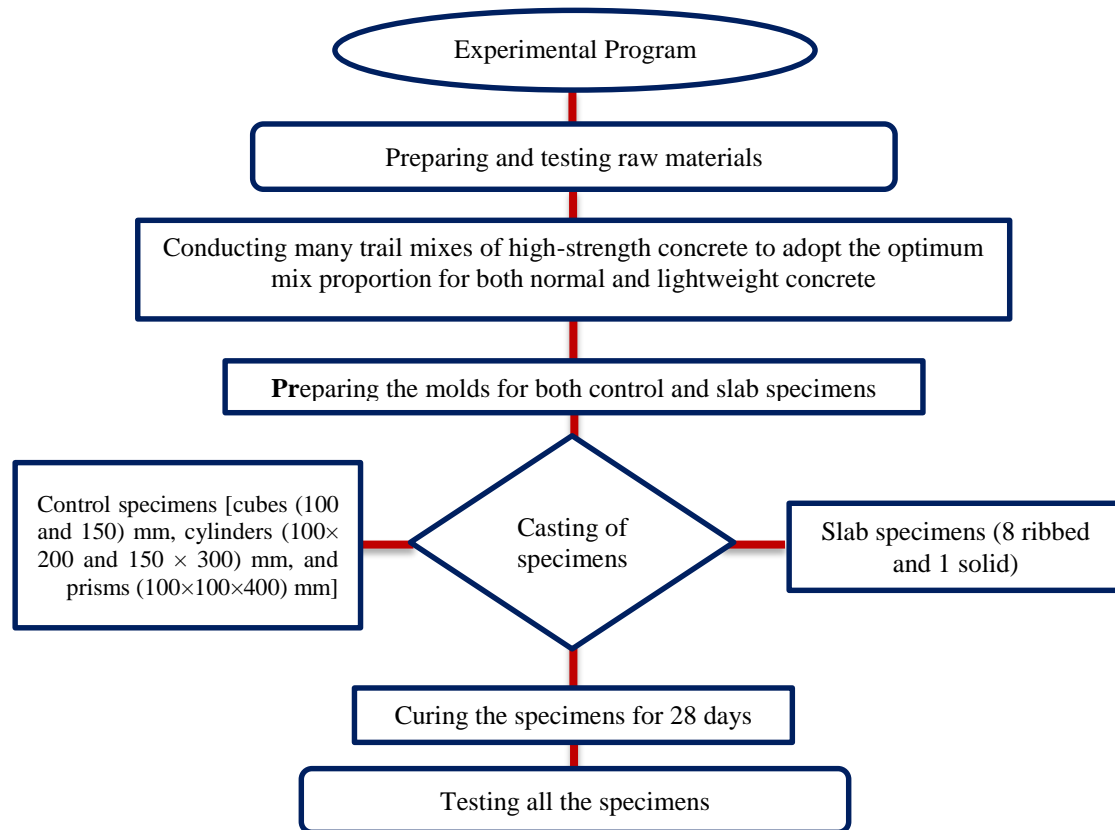 Experimental Program
Preparing and testing raw materials
Conducting many trail mixes of high-strength concrete to adopt the optimum
mix proportion for both normal and lightweight concrete
Preparing the molds for both control and slab specimens
Control specimens [cubes (100
and 150) mm, cylinders (100×
200 and 150 × 300) mm, and
prisms (100×100×400) mm]
Casting of
specimens
Slab specimens (8 ribbed
and 1 solid)
Curing the specimens for 28 days
Testing all the specimens